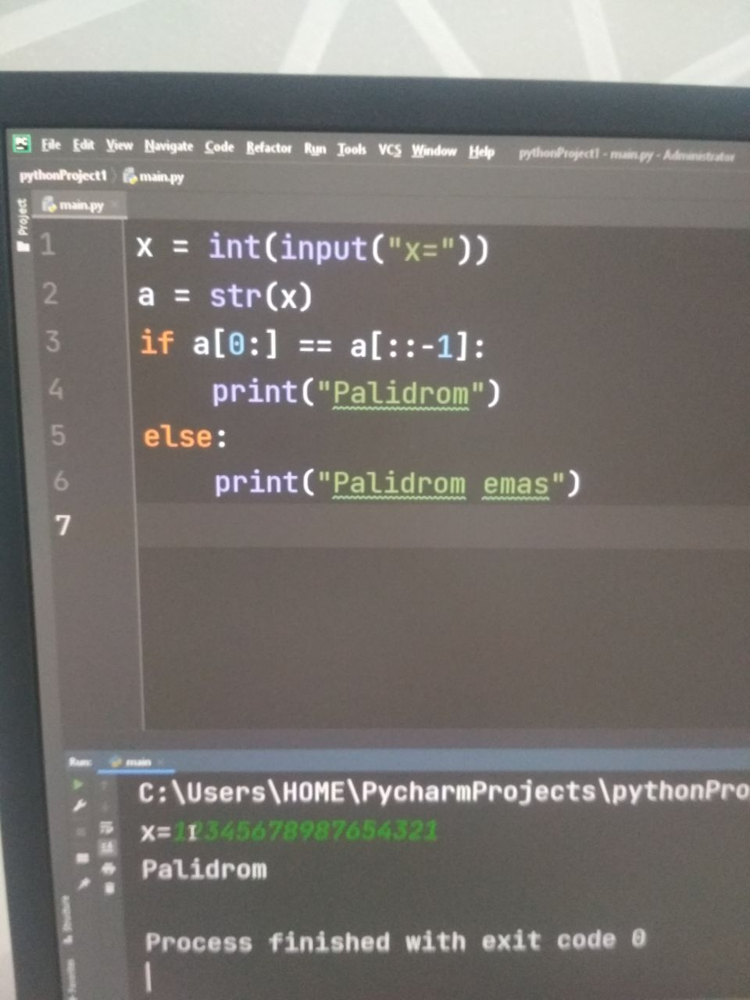 PC File Edit View Navigate Code Refactor Run Tools VCS Window Help pythonProject1 - main.py - Administrator
pythonProject1 main.py
Project
main.py
1 x = int(input("x="))
2 a = str(x)
3 if a[0:] == a[::-1]:
4 print("Palidrom")
5 else:
6 print("Palidrom emas")
7
Run: main
C:\Users\HOME\PycharmProjects\pythonPro
x=12345678987654321
Palidrom
Process finished with exit code 0
Structure
Favorites